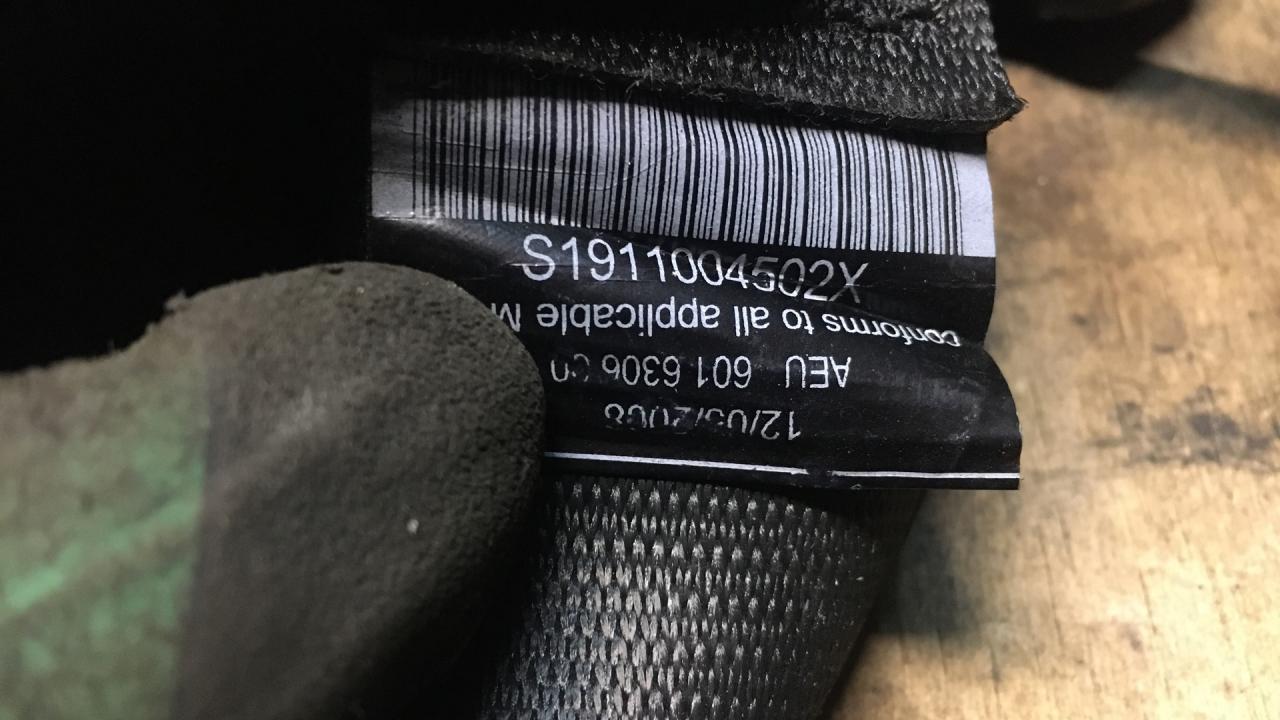 S1911004502X
conforms to all applicable M
AEU 601 6306